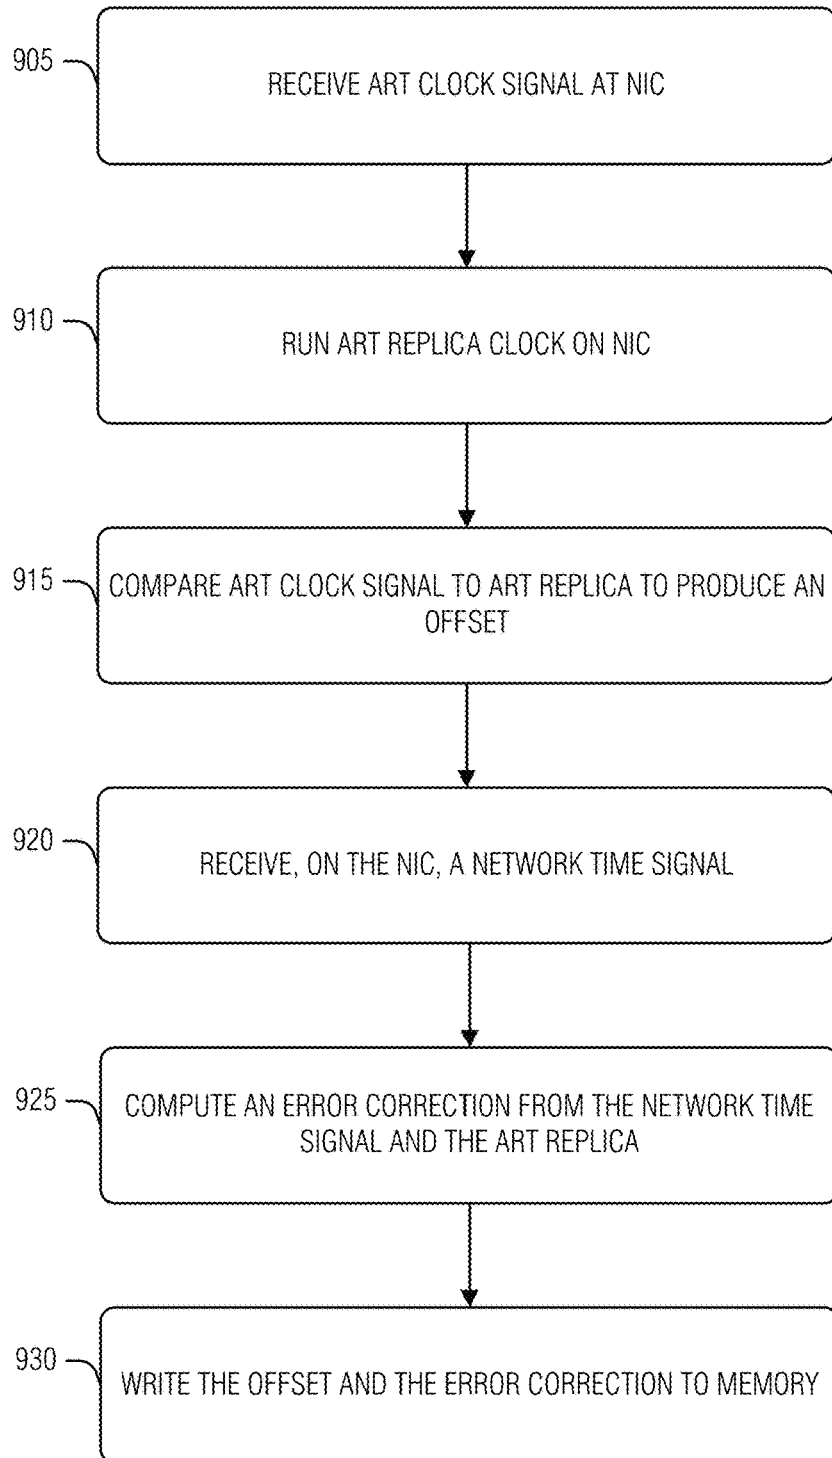 905
RECEIVE ART CLOCK SIGNAL AT NIC
910
RUN ART REPLICA CLOCK ON NIC
915
COMPARE ART CLOCK SIGNAL TO ART REPLICA TO PRODUCE AN
OFFSET
920
RECEIVE, ON THE NIC, A NETWORK TIME SIGNAL
925
COMPUTE AN ERROR CORRECTION FROM THE NETWORK TIME
SIGNAL AND THE ART REPLICA
930
WRITE THE OFFSET AND THE ERROR CORRECTION TO MEMORY